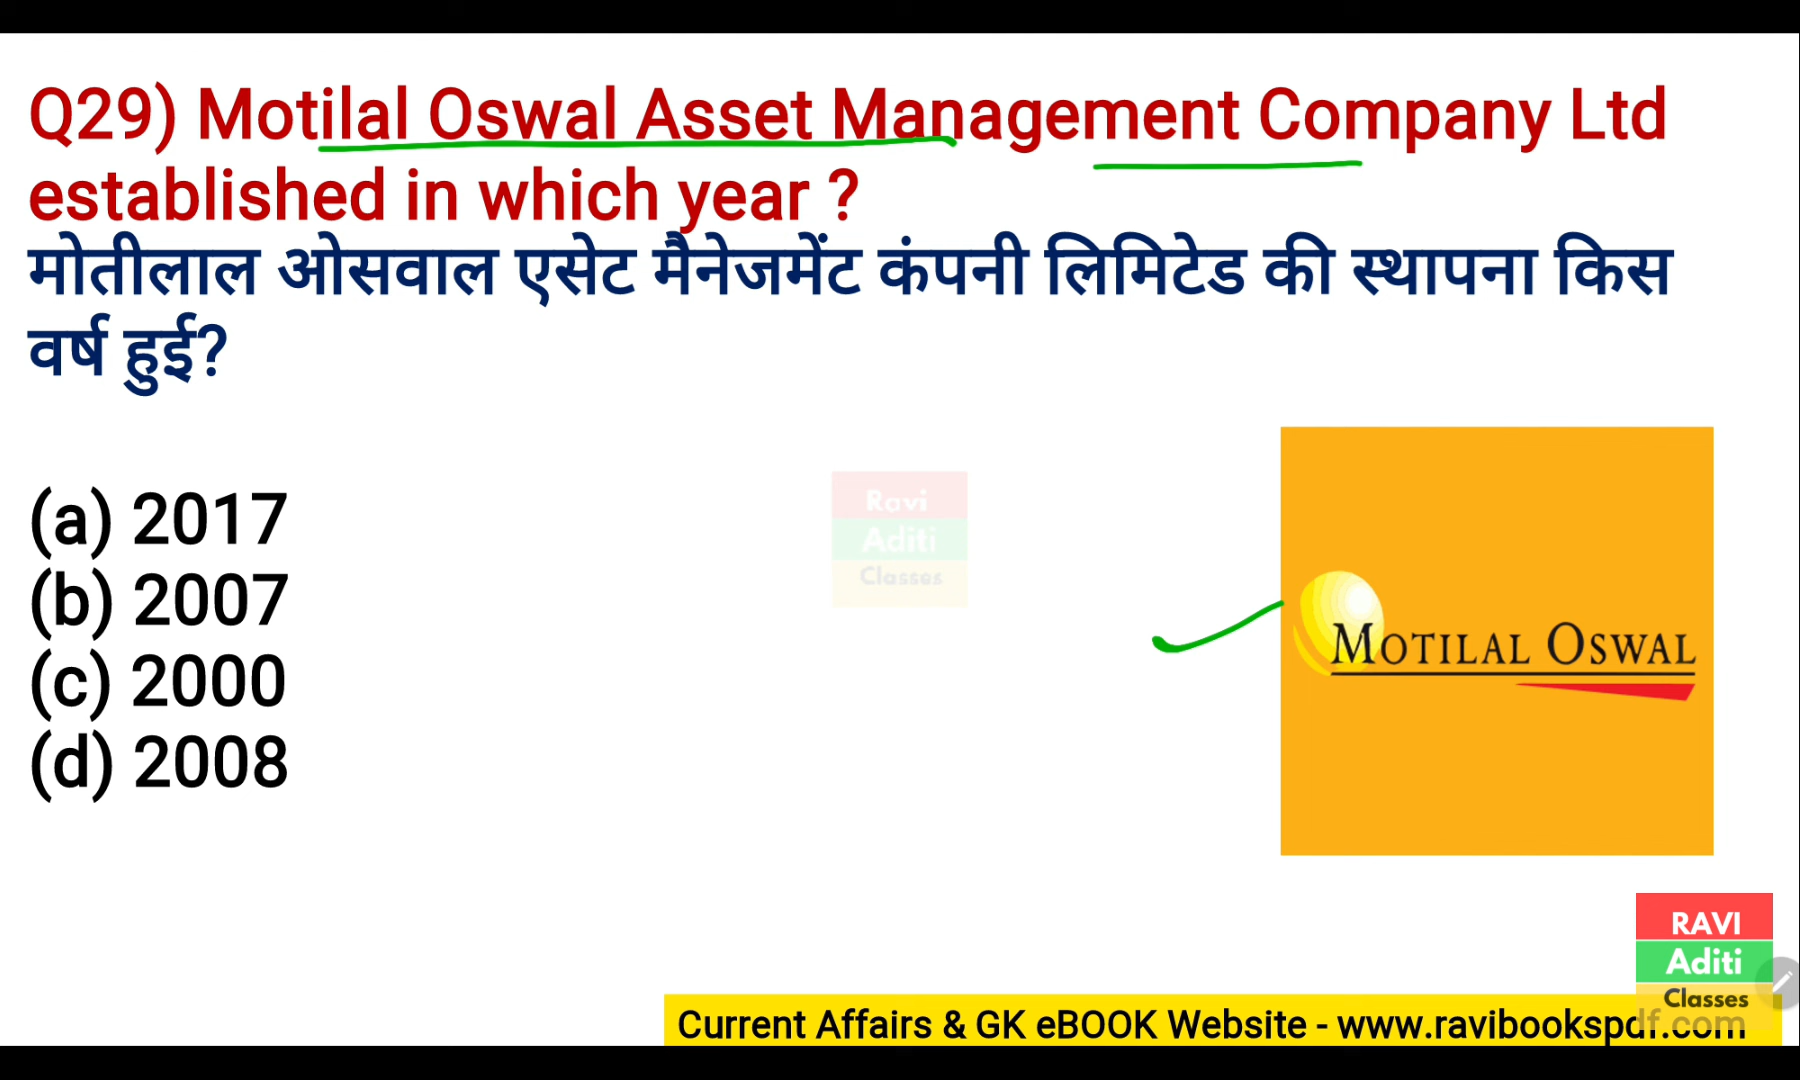 Q29) Motilal Oswal Asset Management Company Ltd
established in which year ?
मोतीलाल ओसवाल एसेट मैनेजमेंट कंपनी लिमिटेड की स्थापना किस
वर्ष हुई?
(a) 2017
(b) 2007
(c) 2000
(d) 2008
Ravi
Aditi
Classes
MOTILAL OSWAL
RAVI
Aditi
Classes
Current Affairs & GK eBOOK Website - www.ravibookspdf.com